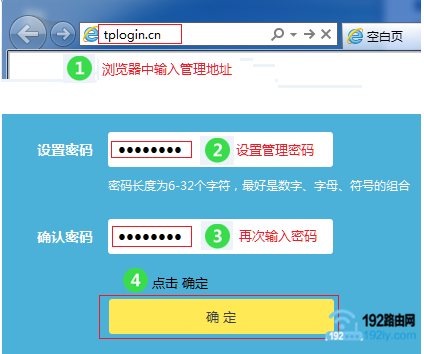 tplogin.cn
空白页
1 浏览器中输入管理地址
设置密码 ●●●●●●●● 2 设置管理密码
密码长度为6-32个字符，最好是数字、字母、符号的组合
确认密码 ●●●●●●●● 3 再次输入密码
4 点击 确定
确 定
192路由网
192 192ly.com